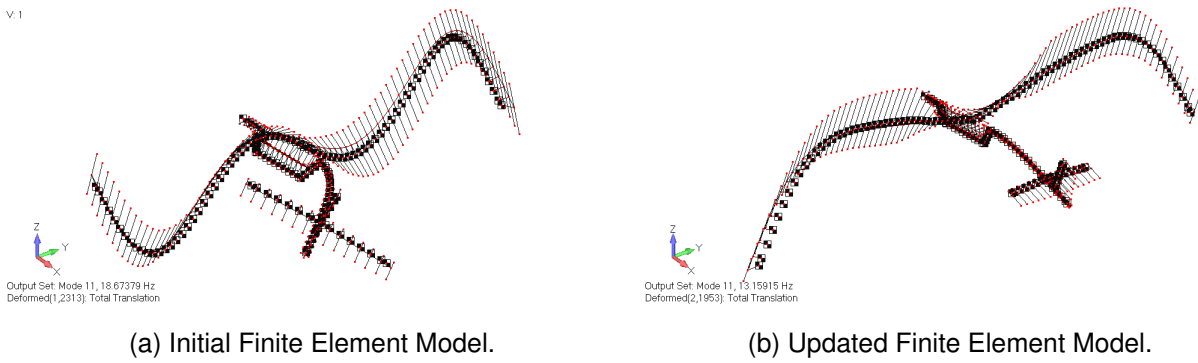 V: 1
Z
Y
X
Output Set: Mode 11, 18.67379 Hz
Deformed(1,2313): Total Translation
(a) Initial Finite Element Model.
Z
Y
X
Output Set: Mode 11, 13.15915 Hz
Deformed(2,1953): Total Translation
(b) Updated Finite Element Model.